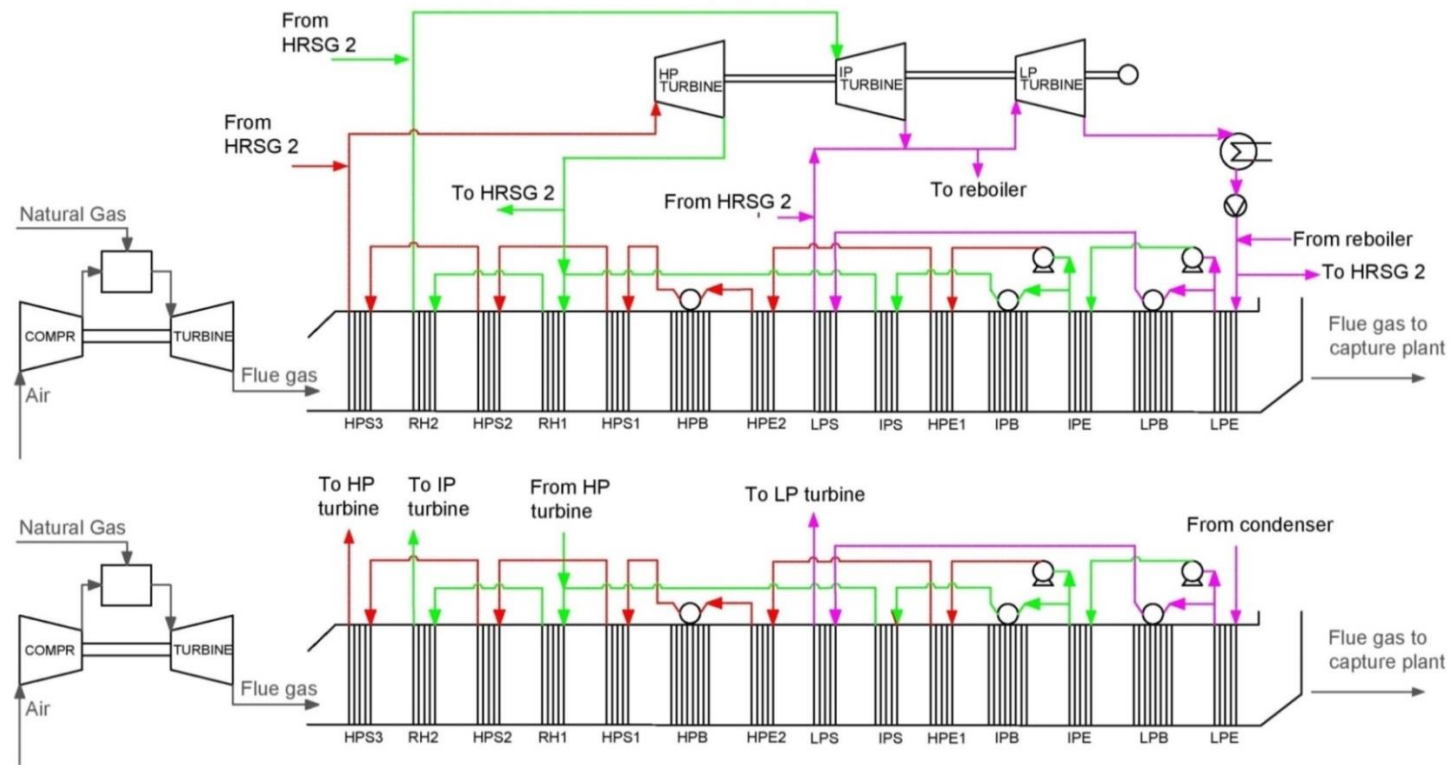 From
HRSG 2
HP
TURBINE
IP
TURBINE
LP
TURBINE
From
HRSG 2
To HRSG 2
From HRSG 2
To reboiler
Natural Gas
From reboiler
To HRSG 2
COMPR
TURBINE
Flue gas
Air
Flue gas to
capture plant
HPS3 RH2 HPS2 RH1 HPS1 HPB HPE2 LPS IPS HPE1 IPB IPE LPB LPE
To HP
turbine
To IP
turbine
From HP
turbine
To LP turbine
From condenser
Natural Gas
COMPR
TURBINE
Flue gas
Air
Flue gas to
capture plant
HPS3 RH2 HPS2 RH1 HPS1 HPB HPE2 LPS IPS HPE1 IPB IPE LPB LPE